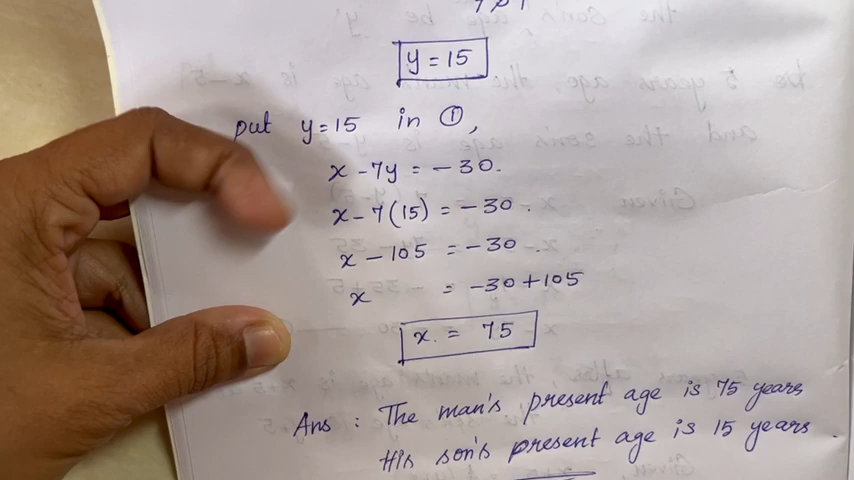 y = 15
put y = 15 in ①,
x - 7y = - 30.
x - 7(15) = - 30.
x - 105 = - 30.
x = - 30 + 105
x. = 75
Ans : The man's present age is 75 years
His son's present age is 15 years.